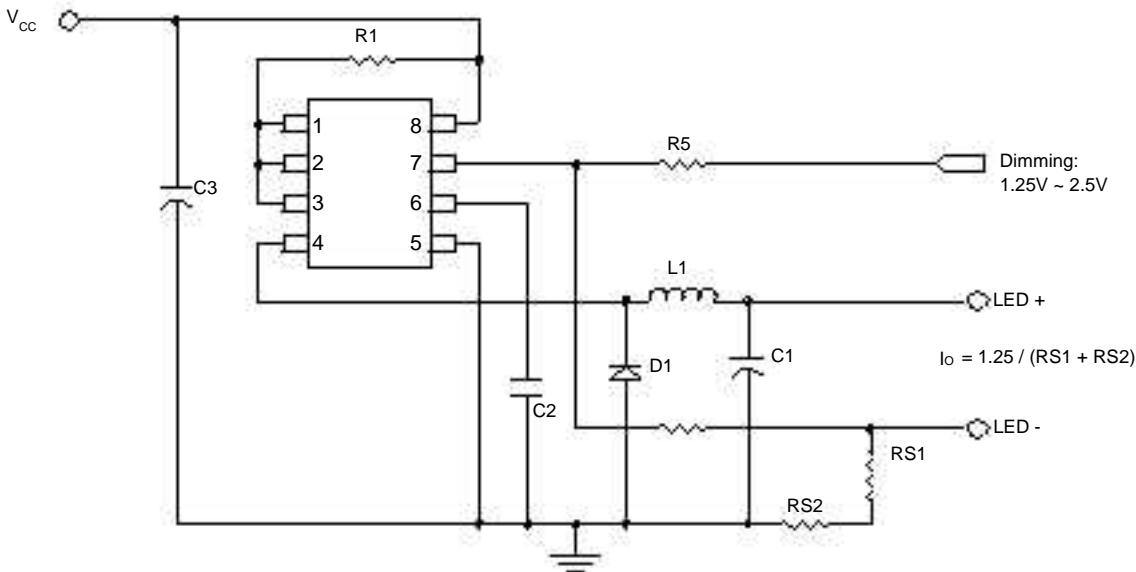 VCC
R1
1
8
2
7
3
6
4
5
C3
R5
Dimming:
1.25V ~ 2.5V
L1
LED +
D1
C1
IO = 1.25 / (RS1 + RS2)
C2
LED -
RS1
RS2